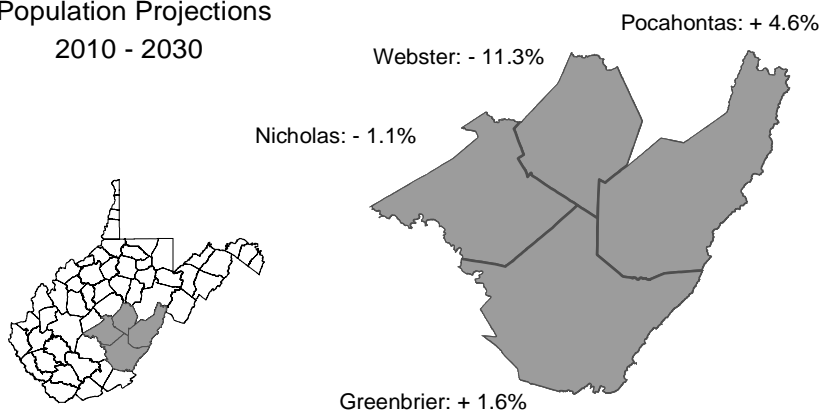 Population Projections
2010 - 2030
Pocahontas: + 4.6%
Webster: - 11.3%
Nicholas: - 1.1%
Greenbrier: + 1.6%